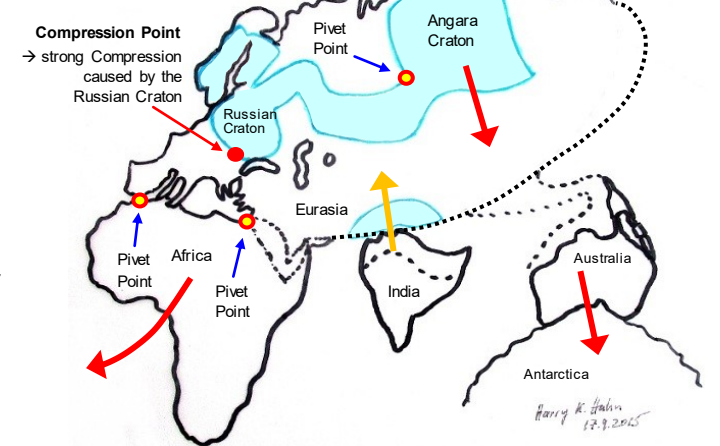 Compression Point
→ strong Compression
caused by the
Russian Craton
Pivet
Point
Angara
Craton
Russian
Craton
Eurasia
Pivet
Point
Africa
Pivet
Point
India
Australia
Antarctica
Harry K. Hahn
17.9.2015